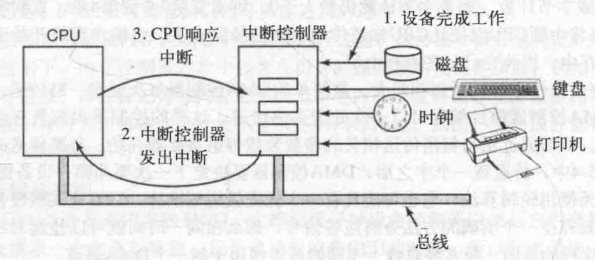 1. 设备完成工作
CPU
3. CPU响应
中断
中断控制器
磁盘
键盘
时钟
打印机
2. 中断控制器
发出中断
总线